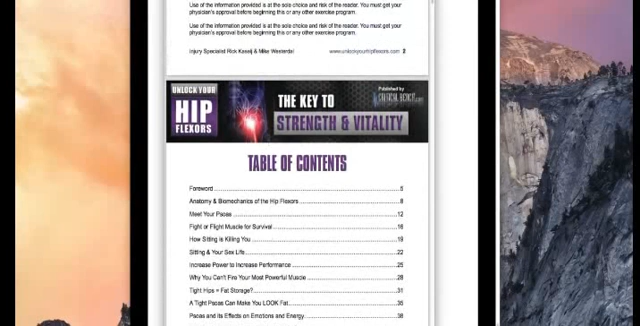 Use of the information provided is at the sole choice and risk of the reader. You must get your
physician's approval before beginning this or any other exercise program.
Use of the information provided is at the sole choice and risk of the reader. You must get your
physician's approval before beginning this or any other exercise program.
Injury Specialist Rick Kaselj & Mike Westerdal www.unlockyourhipflexors.com 2
UNLOCK YOUR
HIP
FLEXORS
THE KEY TO
STRENGTH & VITALITY
Published by
TABLE OF CONTENTS
Foreword 5
Anatomy & Biomechanics of the Hip Flexors 8
Meet Your Psoas 12
Fight or Flight Muscle for Survival 16
How Sitting is Killing You 19
Sitting & Your Sex Life 22
Increase Power to Increase Performance 25
Why You Can't Fire Your Most Powerful Muscle 28
Tight Hips = Fat Storage? 31
A Tight Psoas Can Make You LOOK Fat 35
Psoas and Its Effects on Emotions and Energy 38